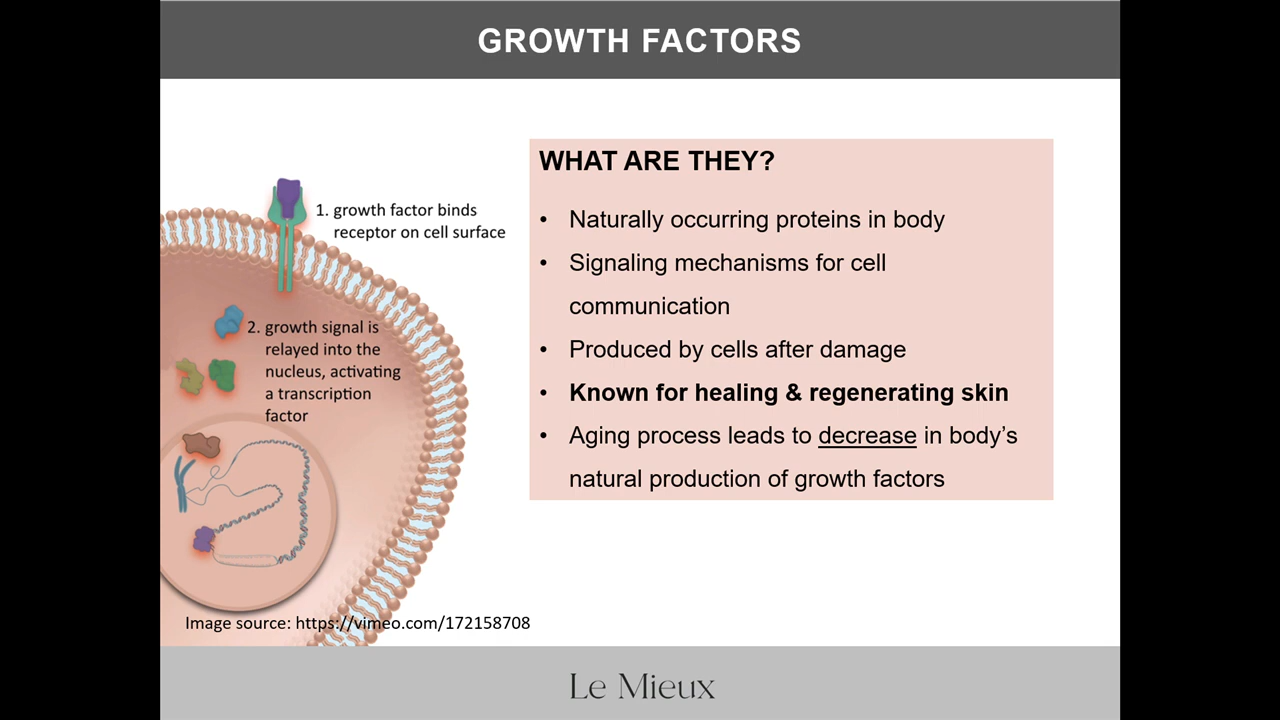 GROWTH FACTORS
1. growth factor binds
receptor on cell surface
2. growth signal is
relayed into the
nucleus, activating
a transcription
factor
Image source: https://vimeo.com/172158708
WHAT ARE THEY?
• Naturally occurring proteins in body
• Signaling mechanisms for cell
communication
• Produced by cells after damage
• Known for healing & regenerating skin
• Aging process leads to decrease in body’s
natural production of growth factors
Le Mieux